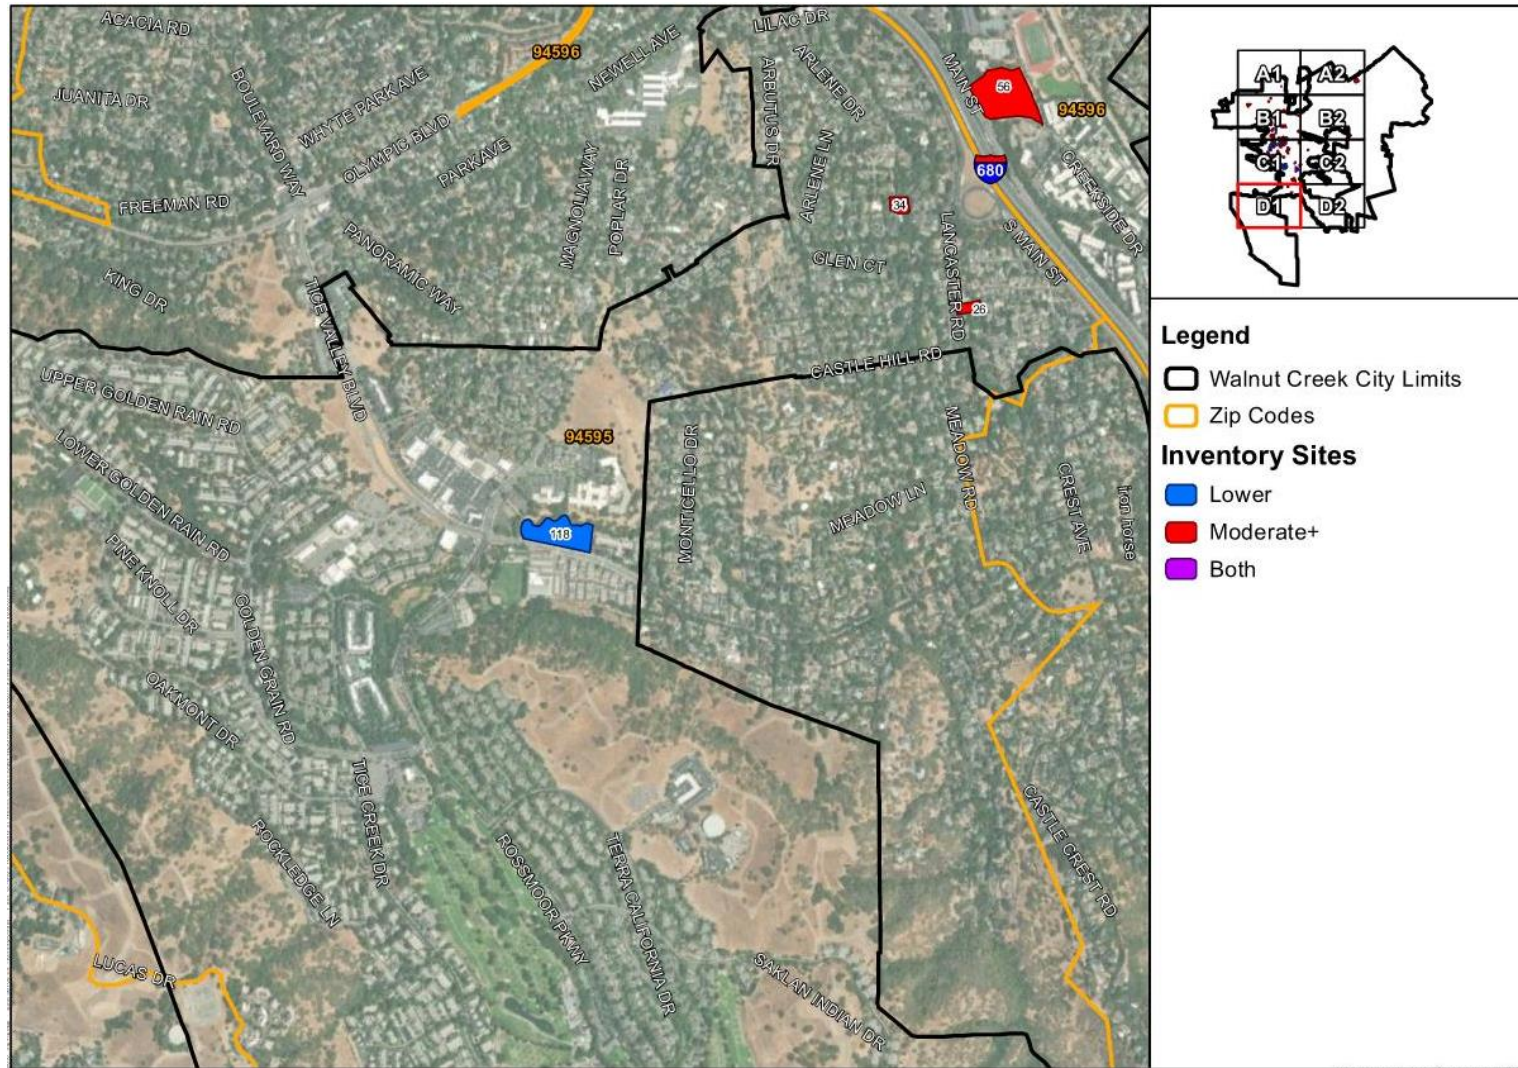 ACACIA RD
LILAC DR
94596
NEWELL AVE
ARLENE DR
MAIN ST
56
94596
JUANITA DR
BOULEVARD WAY
WHYTE PARK AVE
ARBUTUS DR
OLYMPIC BLVD
PARK AVE
680
CREEKSIDE DR
FREEMAN RD
MAGNOLIA WAY
POPLAR DR
ARLENE LN
34
PANORAMIC WAY
LANCASTER RD
S MAIN ST
GLEN CT
KING DR
TICE VALLEY BLVD
26
CASTLE HILL RD
UPPER GOLDEN RAIN RD
94595
MEADOW RD
LOWER GOLDEN RAIN RD
MONTICELLO DR
MEADOW LN
CREST AVE
iron horse
118
PINE KNOLL DR
GOLDEN GRAIN RD
OAKMONT DR
TICE CREEK DR
ROCKLEDGE LN
ROSSMOOR PKWY
TERRA CALIFORNIA DR
CASTLE CREST RD
LUCAS DR
SAKLAN INDIAN DR
A1 A2
B1 B2
C1 C2
D1 D2
Legend
Walnut Creek City Limits
Zip Codes
Inventory Sites
Lower
Moderate+
Both